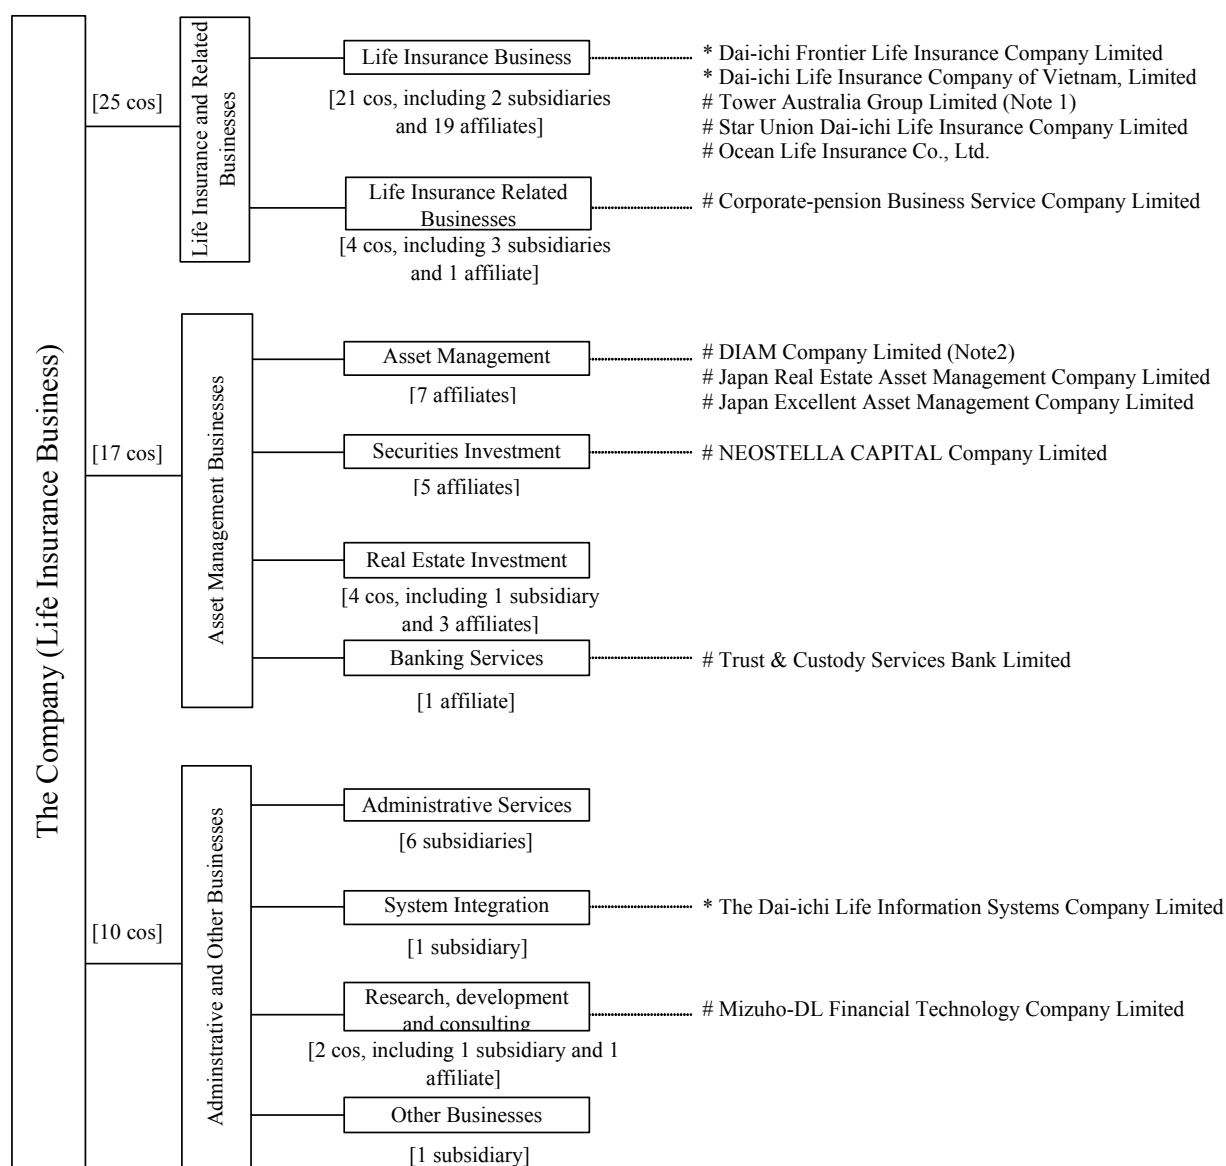 The Company (Life Insurance Business)
[25 cos]
Life Insurance and Related
Businesses
Life Insurance Business
[21 cos, including 2 subsidiaries
and 19 affiliates]
* Dai-ichi Frontier Life Insurance Company Limited
* Dai-ichi Life Insurance Company of Vietnam, Limited
# Tower Australia Group Limited (Note 1)
# Star Union Dai-ichi Life Insurance Company Limited
# Ocean Life Insurance Co., Ltd.
Life Insurance Related
Businesses
[4 cos, including 3 subsidiaries
and 1 affiliate]
# Corporate-pension Business Service Company Limited
[17 cos]
Asset Management Businesses
Asset Management
[7 affiliates]
# DIAM Company Limited (Note2)
# Japan Real Estate Asset Management Company Limited
# Japan Excellent Asset Management Company Limited
Securities Investment
[5 affiliates]
# NEOSTELLA CAPITAL Company Limited
Real Estate Investment
[4 cos, including 1 subsidiary
and 3 affiliates]
Banking Services
[1 affiliate]
# Trust & Custody Services Bank Limited
[10 cos]
Adminstrative and Other Businesses
Administrative Services
[6 subsidiaries]
System Integration
[1 subsidiary]
* The Dai-ichi Life Information Systems Company Limited
Research, development
and consulting
[2 cos, including 1 subsidiary and 1
affiliate]
# Mizuho-DL Financial Technology Company Limited
Other Businesses
[1 subsidiary]